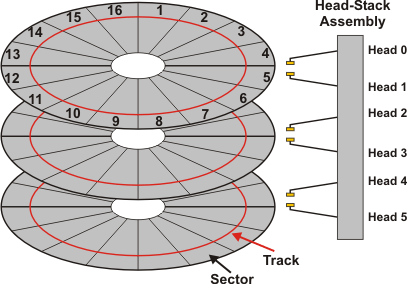 Head-Stack
Assembly
16 1
15 2
14 3
13 4
12 5
11 6
10 7
9 8
Head 0
Head 1
Head 2
Head 3
Head 4
Head 5
Track
Sector